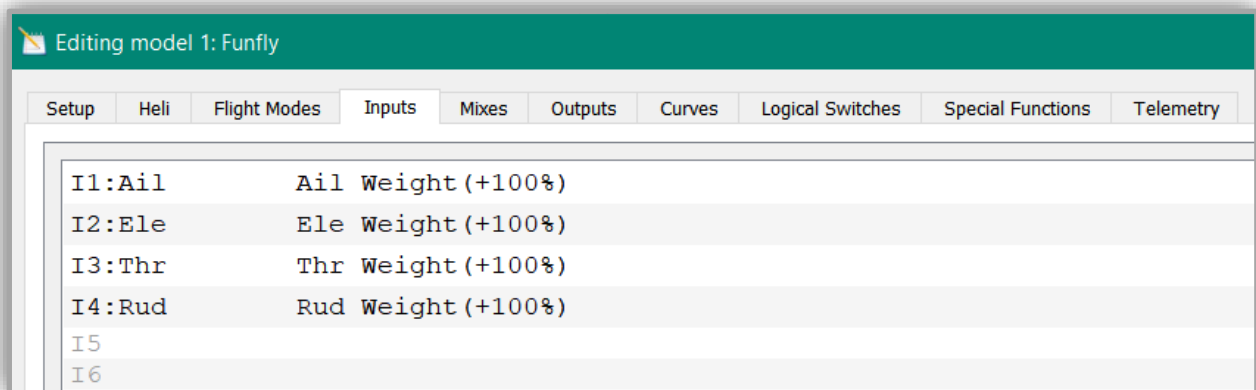 Editing model 1: Funfly
Setup Heli Flight Modes Inputs Mixes Outputs Curves Logical Switches Special Functions Telemetry
I1:Ail Ail Weight(+100%)
I2:Ele Ele Weight(+100%)
I3:Thr Thr Weight(+100%)
I4:Rud Rud Weight(+100%)
I5
I6